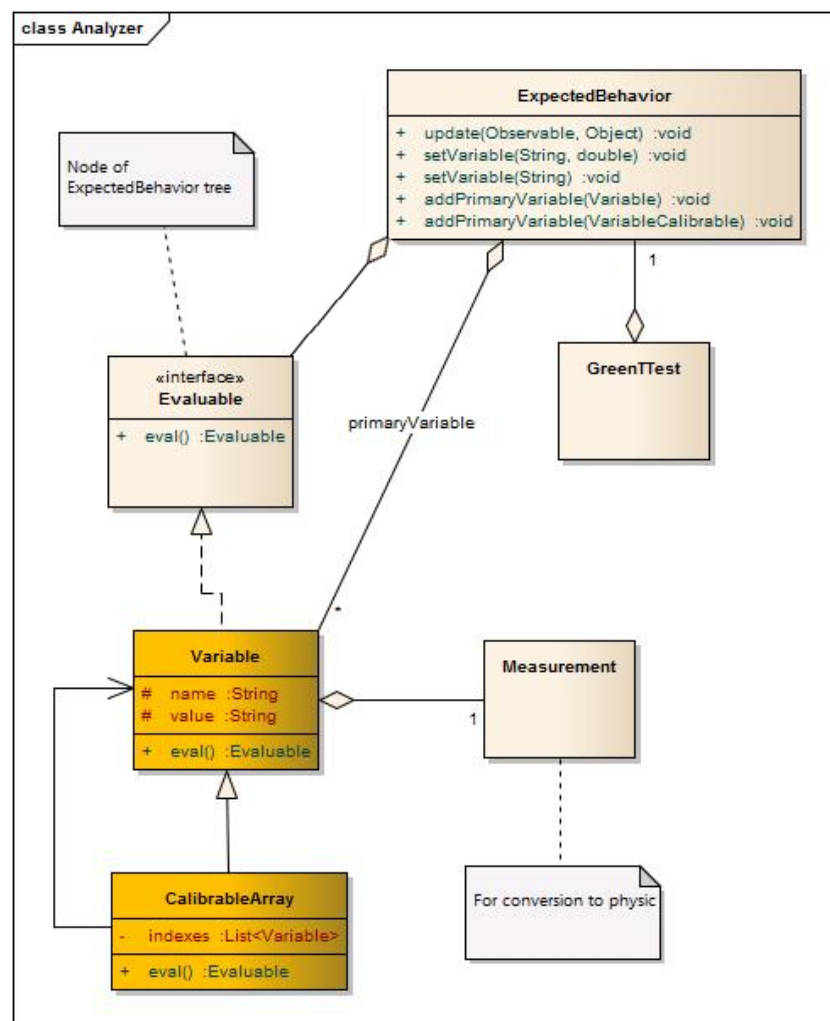 class Analyzer
ExpectedBehavior
+ update(Observable, Object) :void
+ setVariable(String, double) :void
+ setVariable(String) :void
+ addPrimaryVariable(Variable) :void
+ addPrimaryVariable(VariableCalibrable) :void
Node of
ExpectedBehavior tree
1
GreenTTest
«interface»
Evaluable
+ eval() :Evaluable
primaryVariable
*
Variable
# name :String
# value :String
+ eval() :Evaluable
1
Measurement
CalibrableArray
- indexes :List<Variable>
+ eval() :Evaluable
For conversion to physic